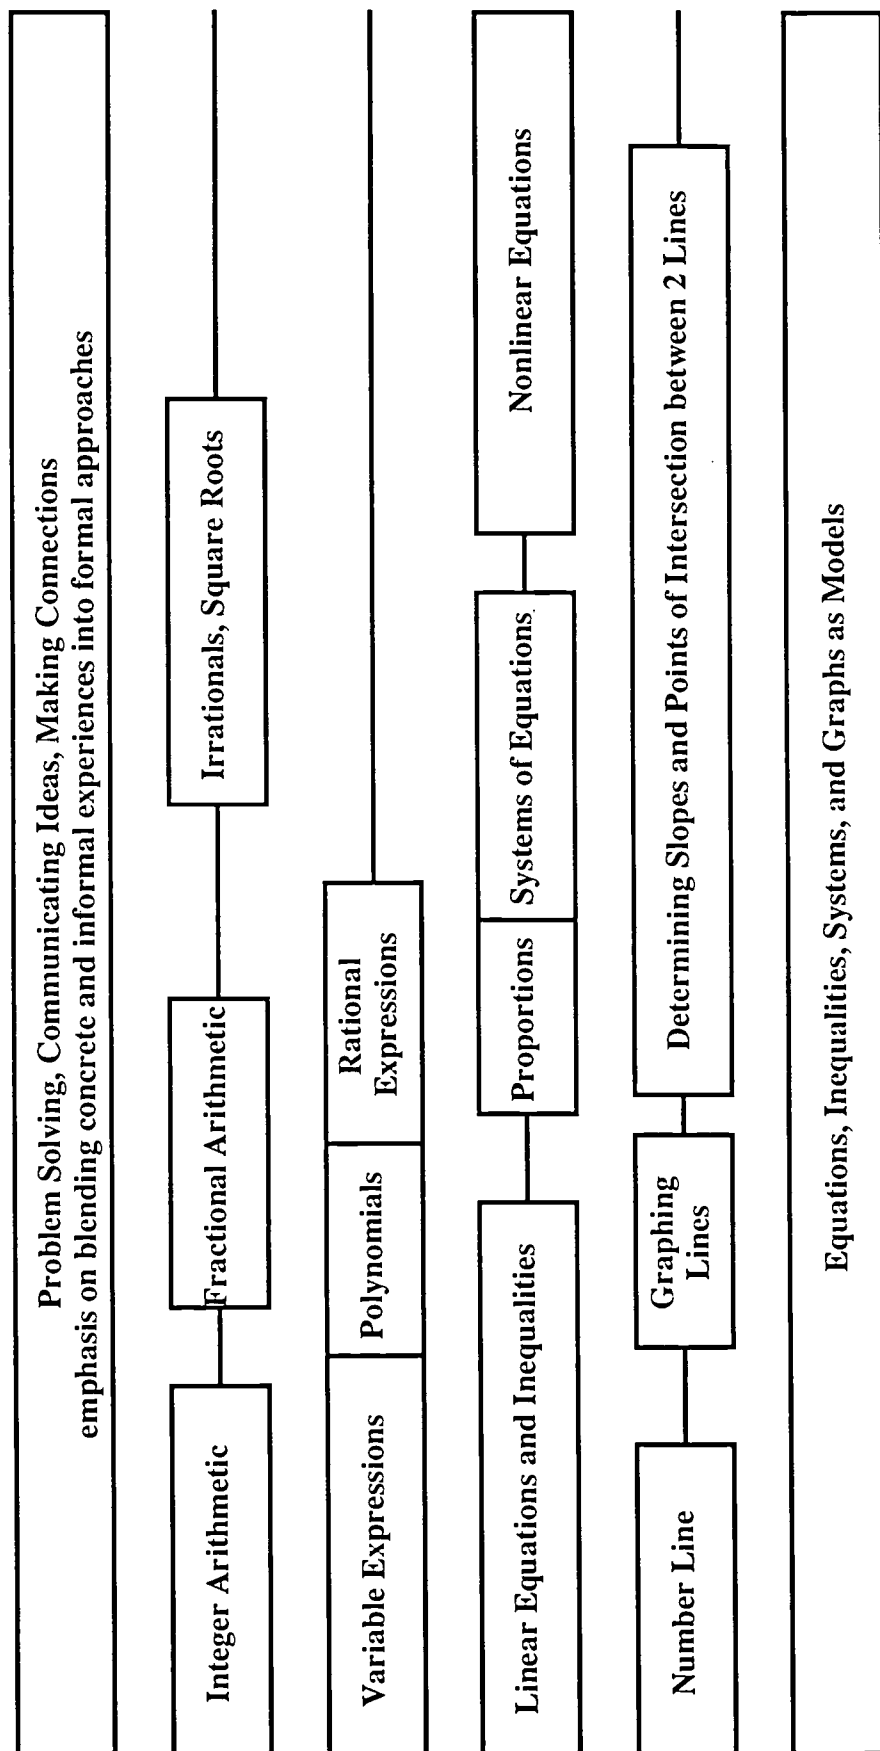 Problem Solving, Communicating Ideas, Making Connections
emphasis on blending concrete and informal experiences into formal approaches
Integer Arithmetic
Fractional Arithmetic
Irrationals, Square Roots
Variable Expressions
Polynomials
Rational
Expressions
Linear Equations and Inequalities
Proportions
Systems of Equations
Nonlinear Equations
Number Line
Graphing
Lines
Determining Slopes and Points of Intersection between 2 Lines
Equations, Inequalities, Systems, and Graphs as Models